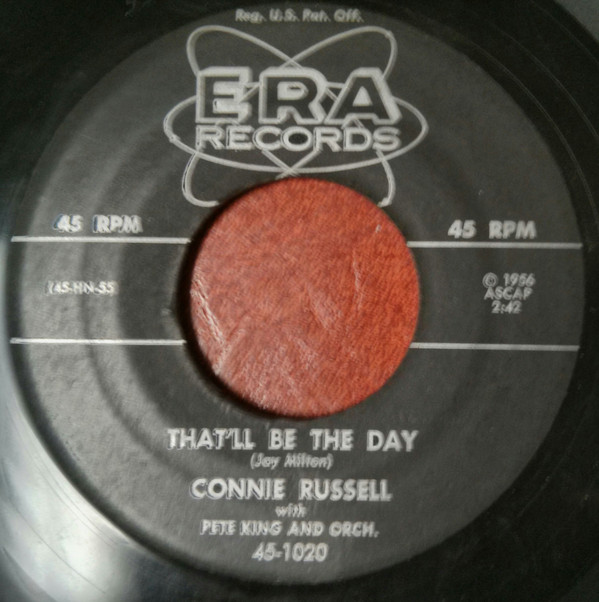 Reg. U.S. Pat. Off.
ERA
RECORDS
45 RPM
45 RPM
(45-HN-55)
© 1956
ASCAP
2:42
THAT'LL BE THE DAY
(Jay Milton)
CONNIE RUSSELL
with
PETE KING AND ORCH.
45-1020